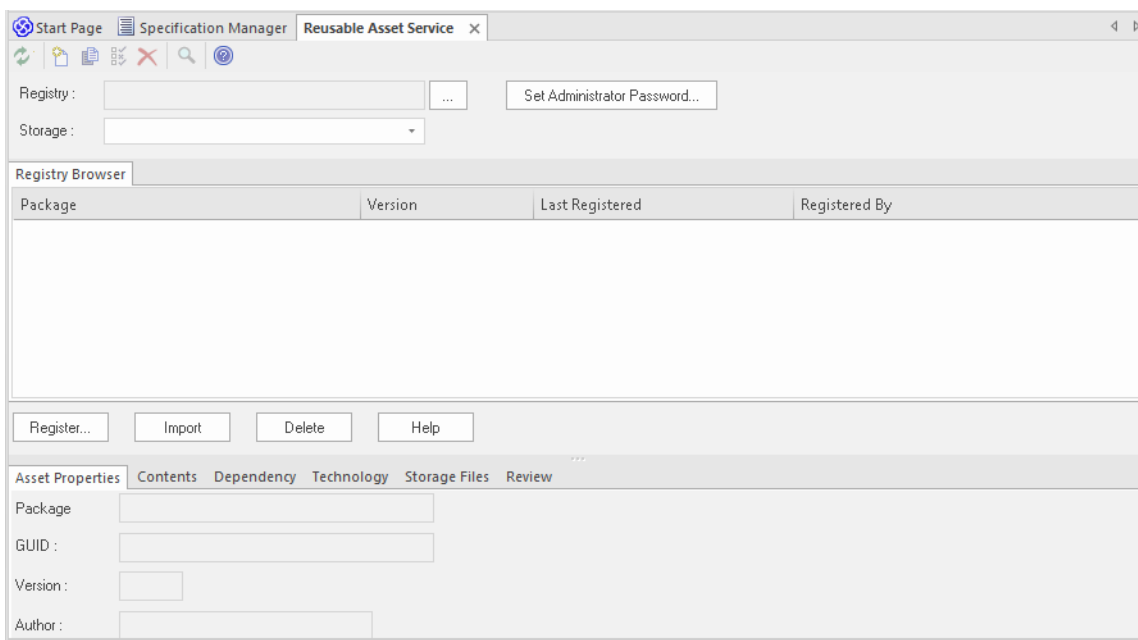 Start Page Specification Manager Reusable Asset Service
Registry : ... Set Administrator Password...
Storage :
Registry Browser
Package Version Last Registered Registered By
Register... Import Delete Help
Asset Properties Contents Dependency Technology Storage Files Review
Package
GUID :
Version :
Author :